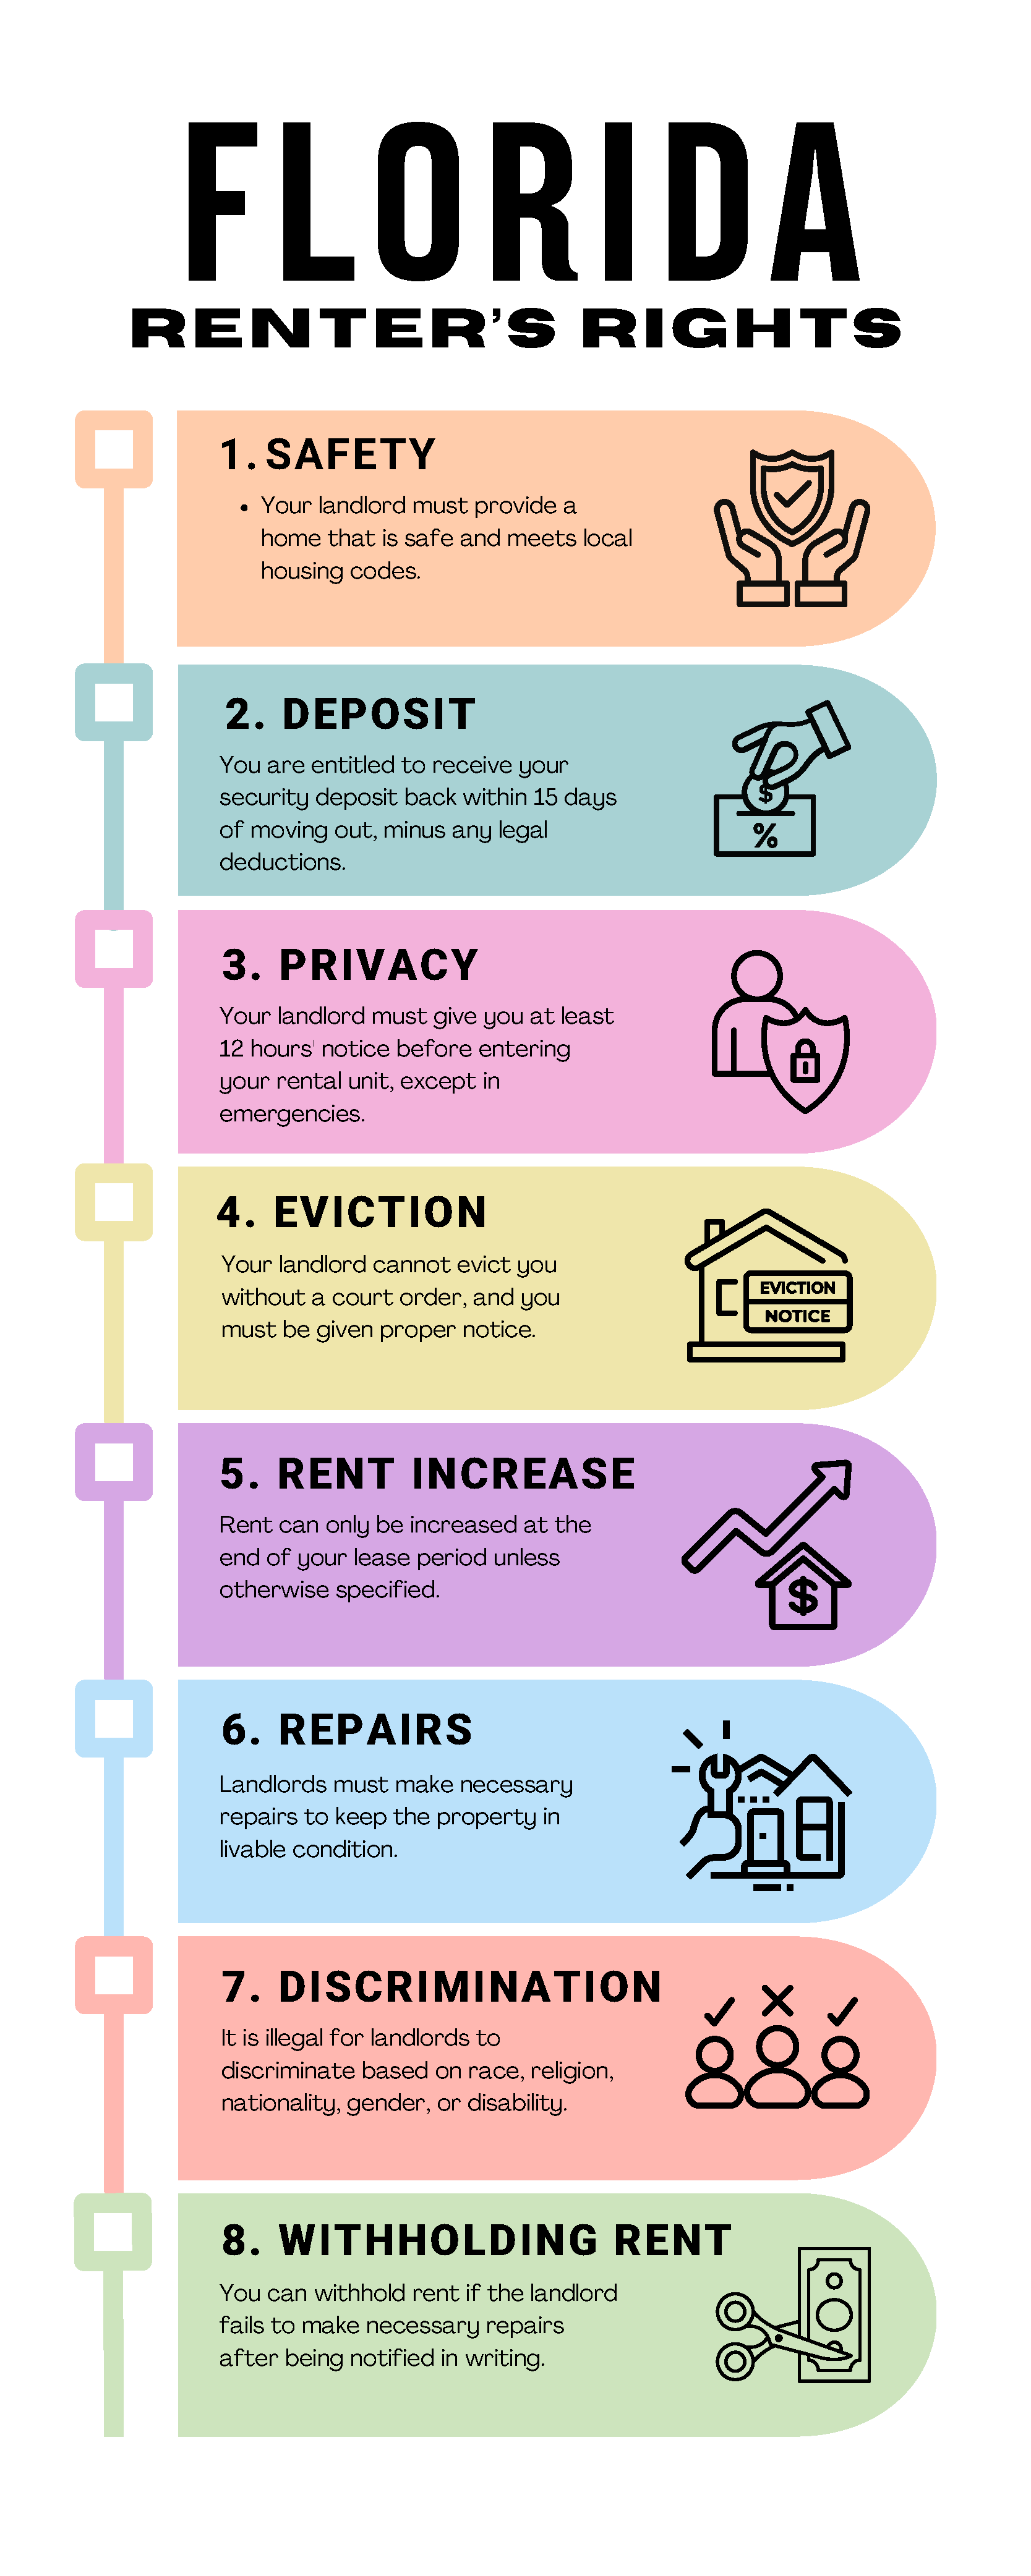 FLORIDA
RENTER'S RIGHTS
1. SAFETY
• Your landlord must provide a
home that is safe and meets local
housing codes.
2. DEPOSIT
You are entitled to receive your
security deposit back within 15 days
of moving out, minus any legal
deductions.
$
%
3. PRIVACY
Your landlord must give you at least
12 hours' notice before entering
your rental unit, except in
emergencies.
4. EVICTION
Your landlord cannot evict you
without a court order, and you
must be given proper notice.
EVICTION
NOTICE
5. RENT INCREASE
Rent can only be increased at the
end of your lease period unless
otherwise specified.
$
6. REPAIRS
Landlords must make necessary
repairs to keep the property in
livable condition.
7. DISCRIMINATION
It is illegal for landlords to
discriminate based on race, religion,
nationality, gender, or disability.
8. WITHHOLDING RENT
You can withhold rent if the landlord
fails to make necessary repairs
after being notified in writing.